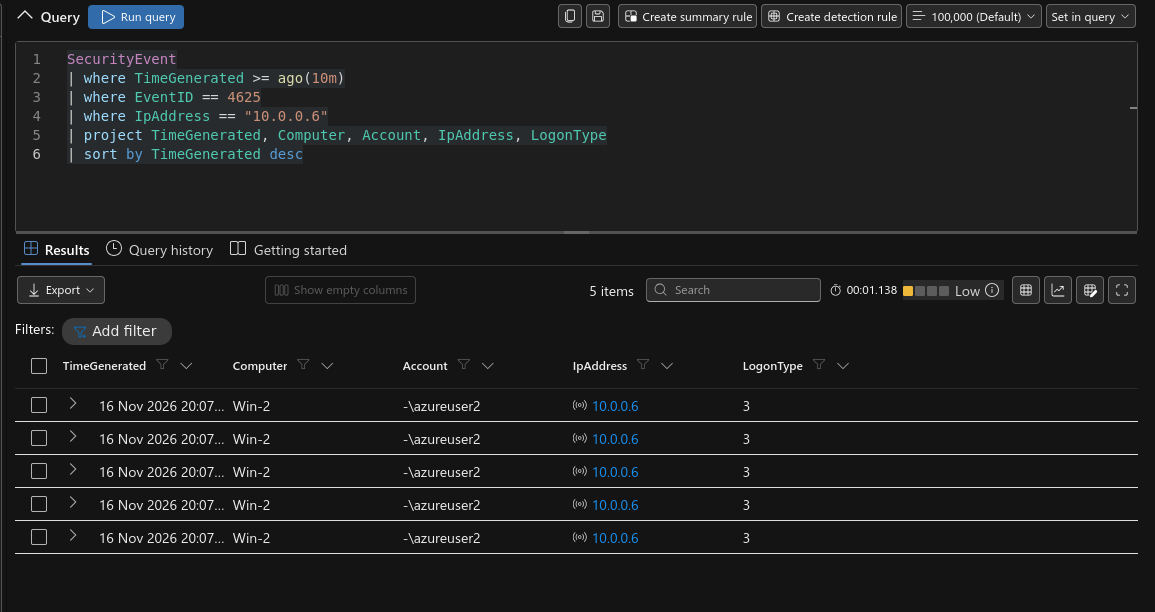 Query
Run query
Create summary rule
Create detection rule
100,000 (Default)
Set in query
1 SecurityEvent
2 | where TimeGenerated >= ago(10m)
3 | where EventID == 4625
4 | where IpAddress == "10.0.0.6"
5 | project TimeGenerated, Computer, Account, IpAddress, LogonType
6 | sort by TimeGenerated desc
Results
Query history
Getting started
Export
Show empty columns
5 items
Search
00:01.138
Low
Filters:
Add filter
TimeGenerated Computer Account IpAddress LogonType
16 Nov 2026 20:07... Win-2 -\azureuser2 10.0.0.6 3
16 Nov 2026 20:07... Win-2 -\azureuser2 10.0.0.6 3
16 Nov 2026 20:07... Win-2 -\azureuser2 10.0.0.6 3
16 Nov 2026 20:07... Win-2 -\azureuser2 10.0.0.6 3
16 Nov 2026 20:07... Win-2 -\azureuser2 10.0.0.6 3